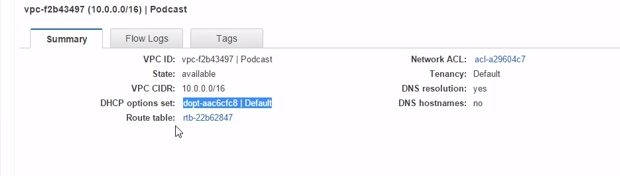 vpc-f2b43497 (10.0.0.0/16) | Podcast
Summary Flow Logs Tags
VPC ID: vpc-f2b43497 | Podcast
State: available
VPC CIDR: 10.0.0.0/16
DHCP options set: dopt-aac6cfc8 | Default
Route table: rtb-22b62847
Network ACL: acl-a29604c7
Tenancy: Default
DNS resolution: yes
DNS hostnames: no